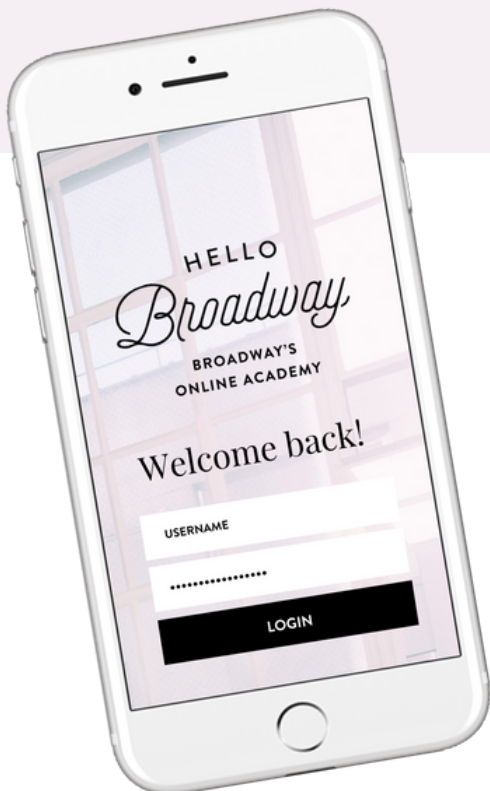 HELLO
Broadway
BROADWAY'S
ONLINE ACADEMY
Welcome back!
USERNAME
•••••••••••••••••
LOGIN